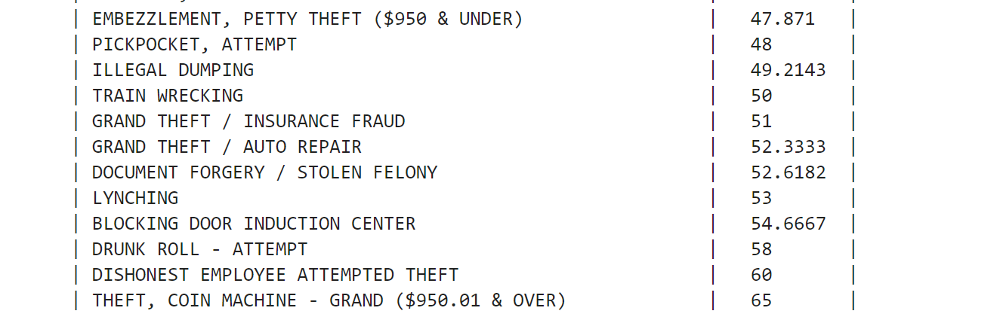 | EMBEZZLEMENT, PETTY THEFT ($950 & UNDER) | 47.871 |
| PICKPOCKET, ATTEMPT | 48 |
| ILLEGAL DUMPING | 49.2143 |
| TRAIN WRECKING | 50 |
| GRAND THEFT / INSURANCE FRAUD | 51 |
| GRAND THEFT / AUTO REPAIR | 52.3333 |
| DOCUMENT FORGERY / STOLEN FELONY | 52.6182 |
| LYNCHING | 53 |
| BLOCKING DOOR INDUCTION CENTER | 54.6667 |
| DRUNK ROLL - ATTEMPT | 58 |
| DISHONEST EMPLOYEE ATTEMPTED THEFT | 60 |
| THEFT, COIN MACHINE - GRAND ($950.01 & OVER) | 65 |